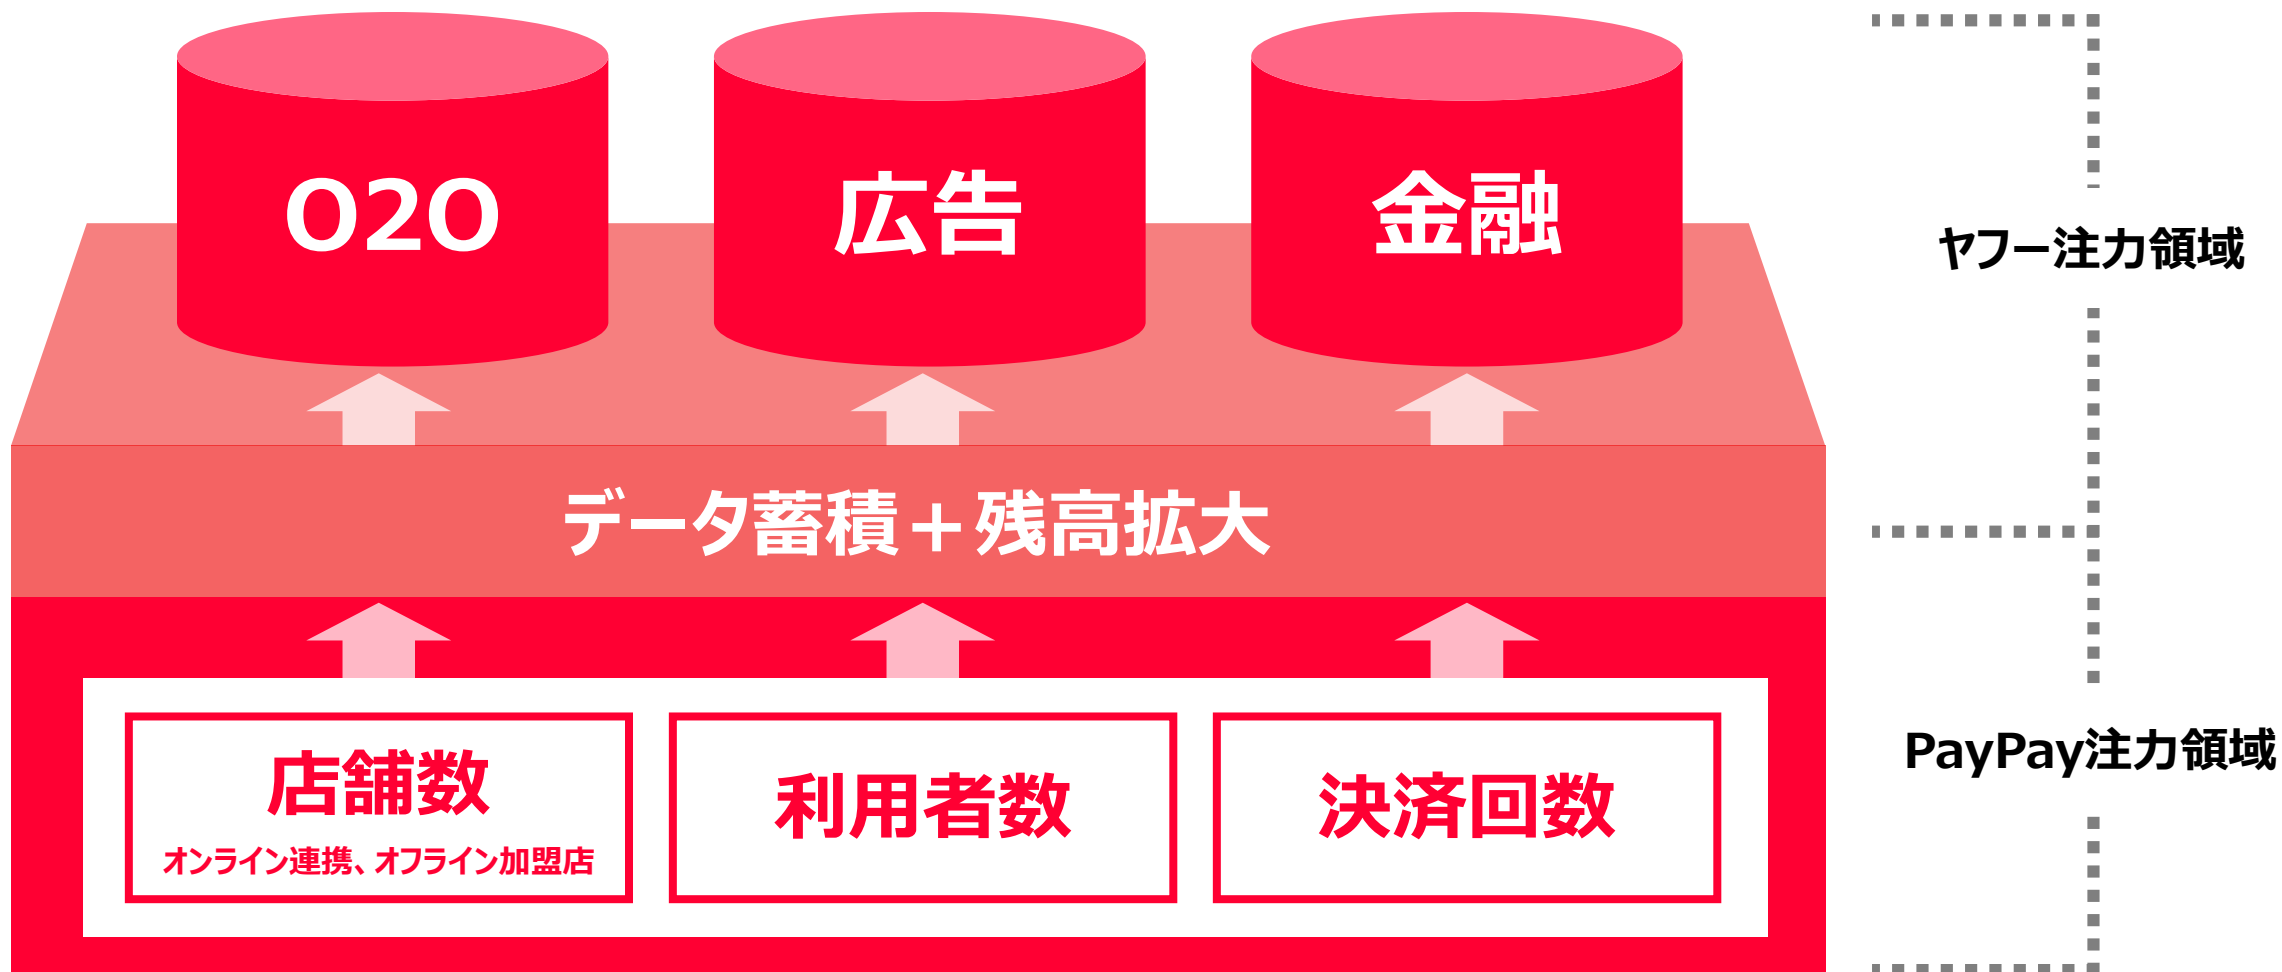 O2O
広告
金融
ヤフー注力領域
データ蓄積＋残高拡大
店舗数
オンライン連携、オフライン加盟店
利用者数
決済回数
PayPay注力領域